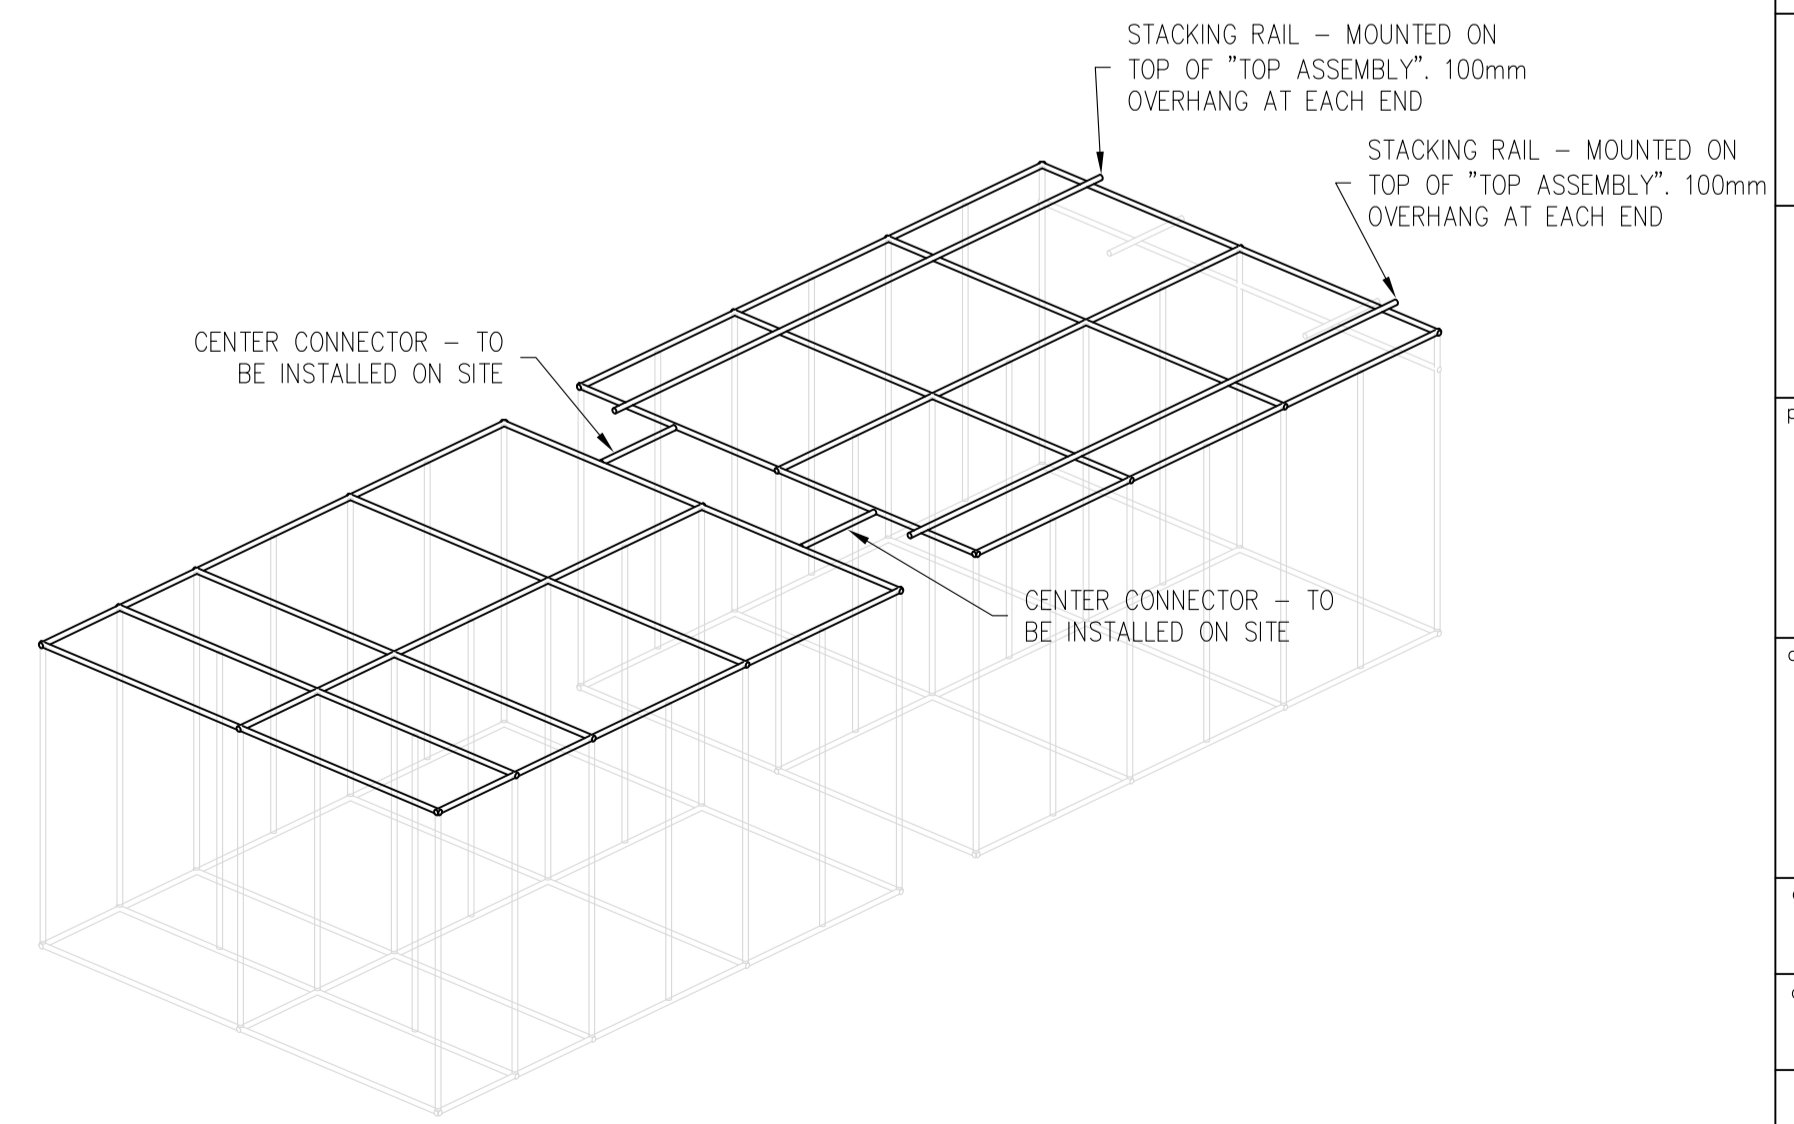 STACKING RAIL – MOUNTED ON
TOP OF "TOP ASSEMBLY". 100mm
OVERHANG AT EACH END
STACKING RAIL – MOUNTED ON
TOP OF "TOP ASSEMBLY". 100mm
OVERHANG AT EACH END
CENTER CONNECTOR – TO
BE INSTALLED ON SITE
CENTER CONNECTOR – TO
BE INSTALLED ON SITE